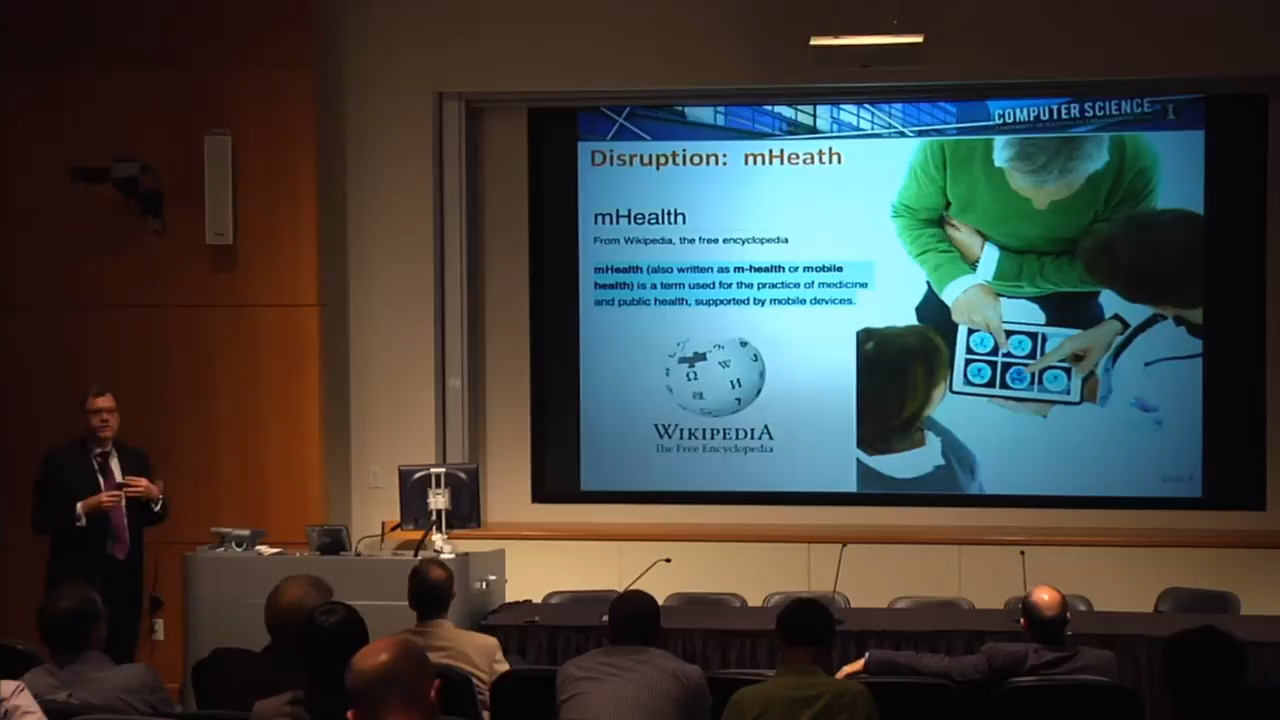 COMPUTER SCIENCE
Disruption: mHeath
mHealth
From Wikipedia, the free encyclopedia
mHealth (also written as m-health or mobile
health) is a term used for the practice of medicine
and public health, supported by mobile devices.
WIKIPEDIA
The Free Encyclopedia